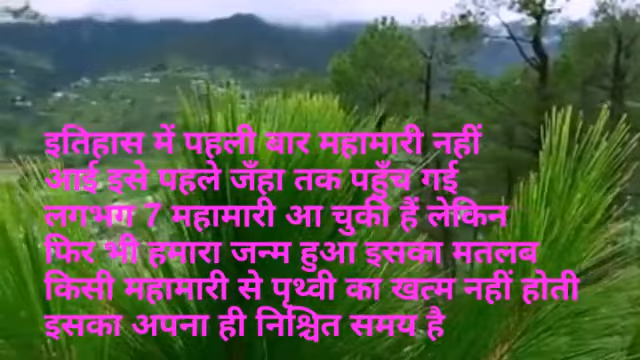 इतिहास में पहली बार महामारी नहीं
आई इसे पहले जँहा तक पहुँच गई
लगभग 7 महामारी आ चुकी हैं लेकिन
फिर भी हमारा जन्म हुआ इसका मतलब
किसी महामारी से पृथ्वी का खत्म नहीं होती
इसका अपना ही निश्चित समय है